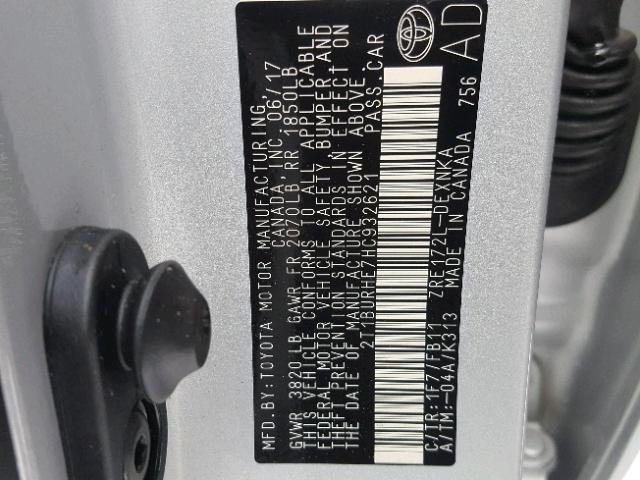 MFD. BY: TOYOTA MOTOR MANUFACTURING
CANADA, INC. 06/17
GVWR 3820LB GAWR FR 2070LB, RR 1850LB
THIS VEHICLE CONFORMS TO ALL APPLICABLE
FEDERAL MOTOR VEHICLE SAFETY, BUMPER, AND
THEFT PREVENTION STANDARDS IN EFFECT ON
THE DATE OF MANUFACTURE SHOWN ABOVE.
2T1BURHE7HC932621 PASS. CAR
C/TR:1F7/FB11 ZRE172L-DEXNKA
A/TM:-04A/K313 MADE IN CANADA 756
AD